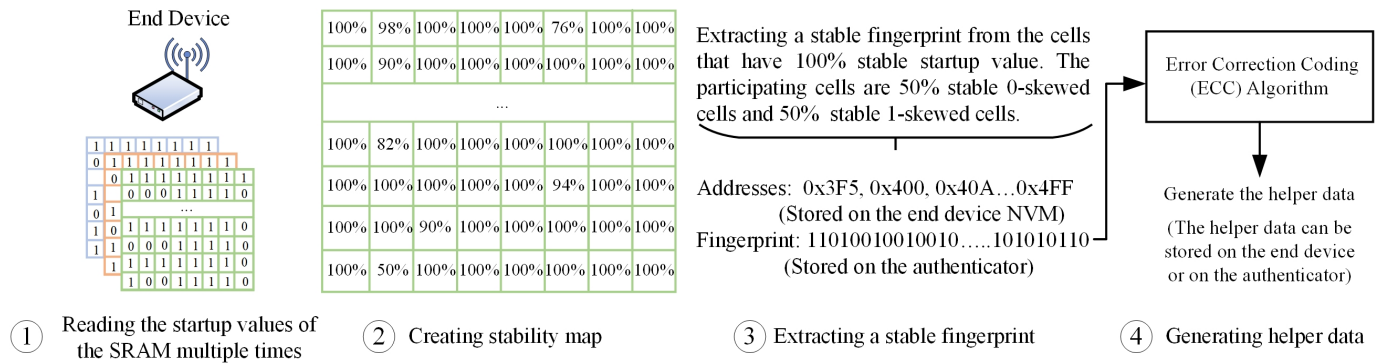 End Device
1 1 1 1 1 1 1 1
0 1 1 1 1 1 1 1 1
0 1 1 1 1 1 1 1 1
1 0 0 0 1 1 1 1 0
0 1 ...
1 0 1 1 1 1 1 1 1 0
1 1 0 0 0 1 1 1 0
1 1 1 1 1 1 1 1 0
1 0 0 0 1 1 1 0
100% 98% 100% 100% 100% 76% 100% 100%
100% 90% 100% 100% 100% 100% 100% 100%
...
100% 82% 100% 100% 100% 100% 100% 100%
100% 100% 100% 100% 100% 94% 100% 100%
100% 100% 90% 100% 100% 100% 100% 100%
100% 50% 100% 100% 100% 100% 100% 100%
Extracting a stable fingerprint from the cells
that have 100% stable startup value. The
participating cells are 50% stable 0-skewed
cells and 50% stable 1-skewed cells.
Addresses: 0x3F5, 0x400, 0x40A…0x4FF
(Stored on the end device NVM)
Fingerprint: 11010010010010…..101010110
(Stored on the authenticator)
Error Correction Coding
(ECC) Algorithm
Generate the helper data
(The helper data can be
stored on the end device
or on the authenticator)
1 Reading the startup values of
the SRAM multiple times
2 Creating stability map
3 Extracting a stable fingerprint
4 Generating helper data